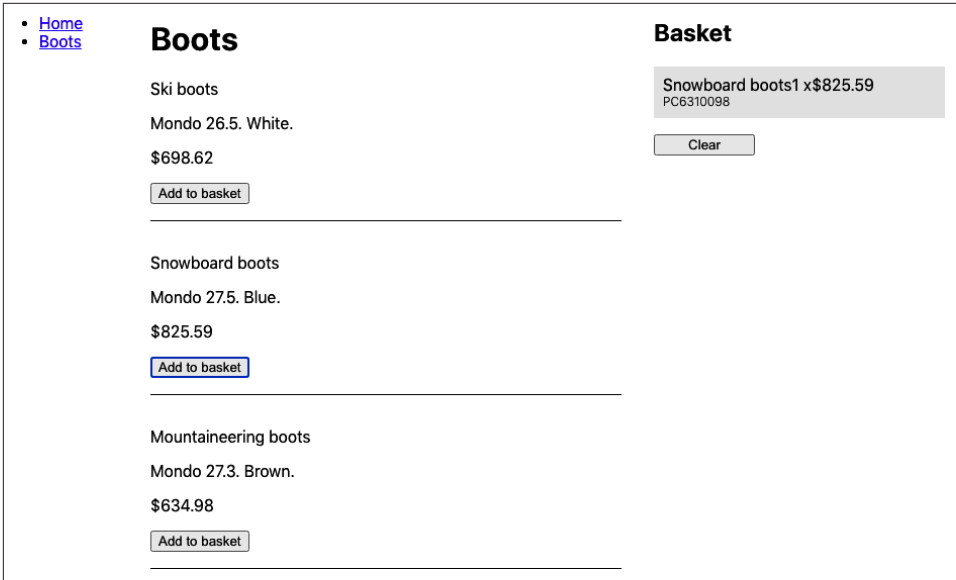 Home
Boots
Boots
Ski boots
Mondo 26.5. White.
$698.62
Add to basket
Snowboard boots
Mondo 27.5. Blue.
$825.59
Add to basket
Mountaineering boots
Mondo 27.3. Brown.
$634.98
Add to basket
Basket
Snowboard boots1 x$825.59
PC6310098
Clear